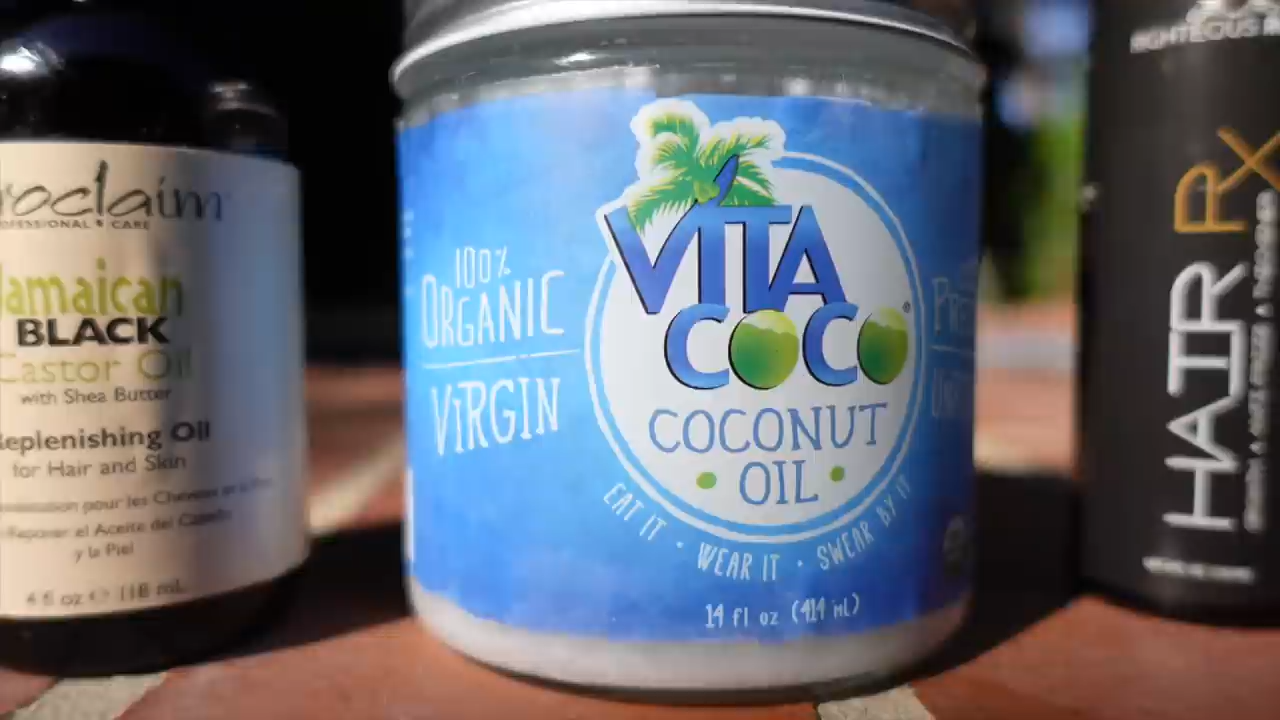 roclaim
PROFESSIONAL CARE
Jamaican
BLACK
Castor Oil
with Shea Butter
Replenishing Oil
for Hair and Skin
y la Piel
4 fl oz 118 mL
100%
ORGANIC
VIRGIN
VITA
COCO®
COCONUT
OIL
EAT IT • WEAR IT • SWEAR BY IT
14 fl oz (414 mL)
HAIR RX